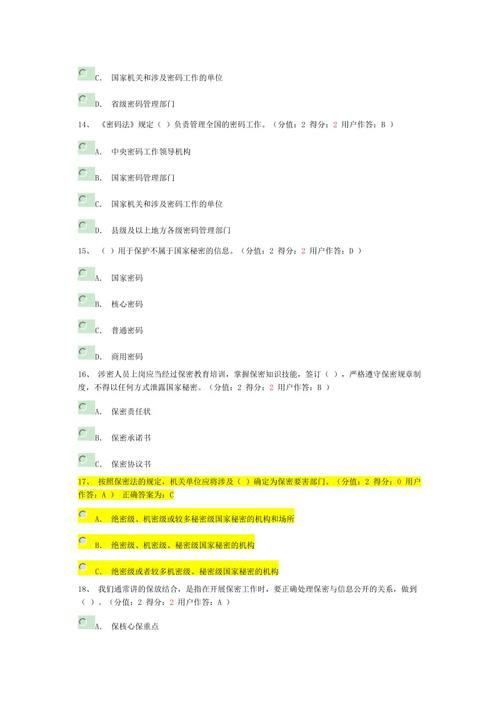 C． 国家机关和涉及密码工作的单位
D． 省级密码管理部门
14、 《密码法》规定（ ）负责管理全国的密码工作。（分值：2 得分：2 用户作答：B ）
A． 中央密码工作领导机构
B． 国家密码管理部门
C． 国家机关和涉及密码工作的单位
D． 县级及以上地方各级密码管理部门
15、 （ ）用于保护不属于国家秘密的信息。（分值：2 得分：2 用户作答：D ）
A． 国家密码
B． 核心密码
C． 普通密码
D． 商用密码
16、 涉密人员上岗应当经过保密教育培训，掌握保密知识技能，签订（ ），严格遵守保密规章制
度，不得以任何方式泄露国家秘密。（分值：2 得分：2 用户作答：B ）
A． 保密责任状
B． 保密承诺书
C． 保密协议书
17、 按照保密法的规定，机关单位应将涉及（ ）确定为保密要害部门。（分值：2 得分：0 用户
作答：A ） 正确答案为：C
A． 绝密级、机密级或较多秘密级国家秘密的机构和场所
B． 绝密级、机密级、秘密级国家秘密的机构
C． 绝密级或者较多机密级、秘密级国家秘密的机构
18、 我们通常讲的保放结合，是指在开展保密工作时，要正确处理保密与信息公开的关系，做到
（ ）。（分值：2 得分：2 用户作答：A ）
A． 保核心保重点